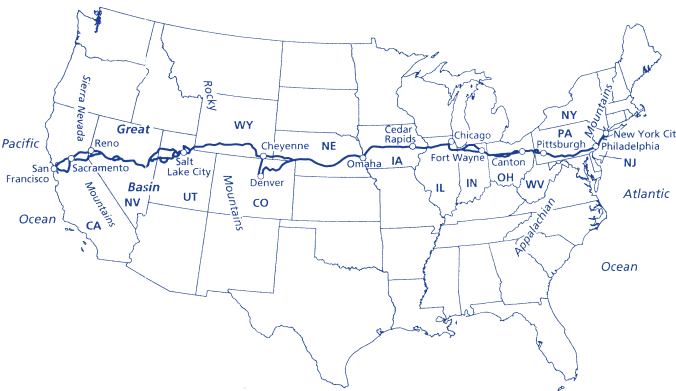 Pacific
Ocean
San
Francisco
Sacramento
Reno
Sierra Nevada
Mountains
CA
NV
Great
Basin
Salt
Lake City
UT
Rocky
Mountains
WY
Cheyenne
Denver
CO
NE
Omaha
IA
Cedar
Rapids
Chicago
IL
IN
Fort Wayne
OH
Canton
WV
Pittsburgh
PA
NY
Appalachian
Mountains
New York Cit
Philadelphia
NJ
Atlantic
Ocean